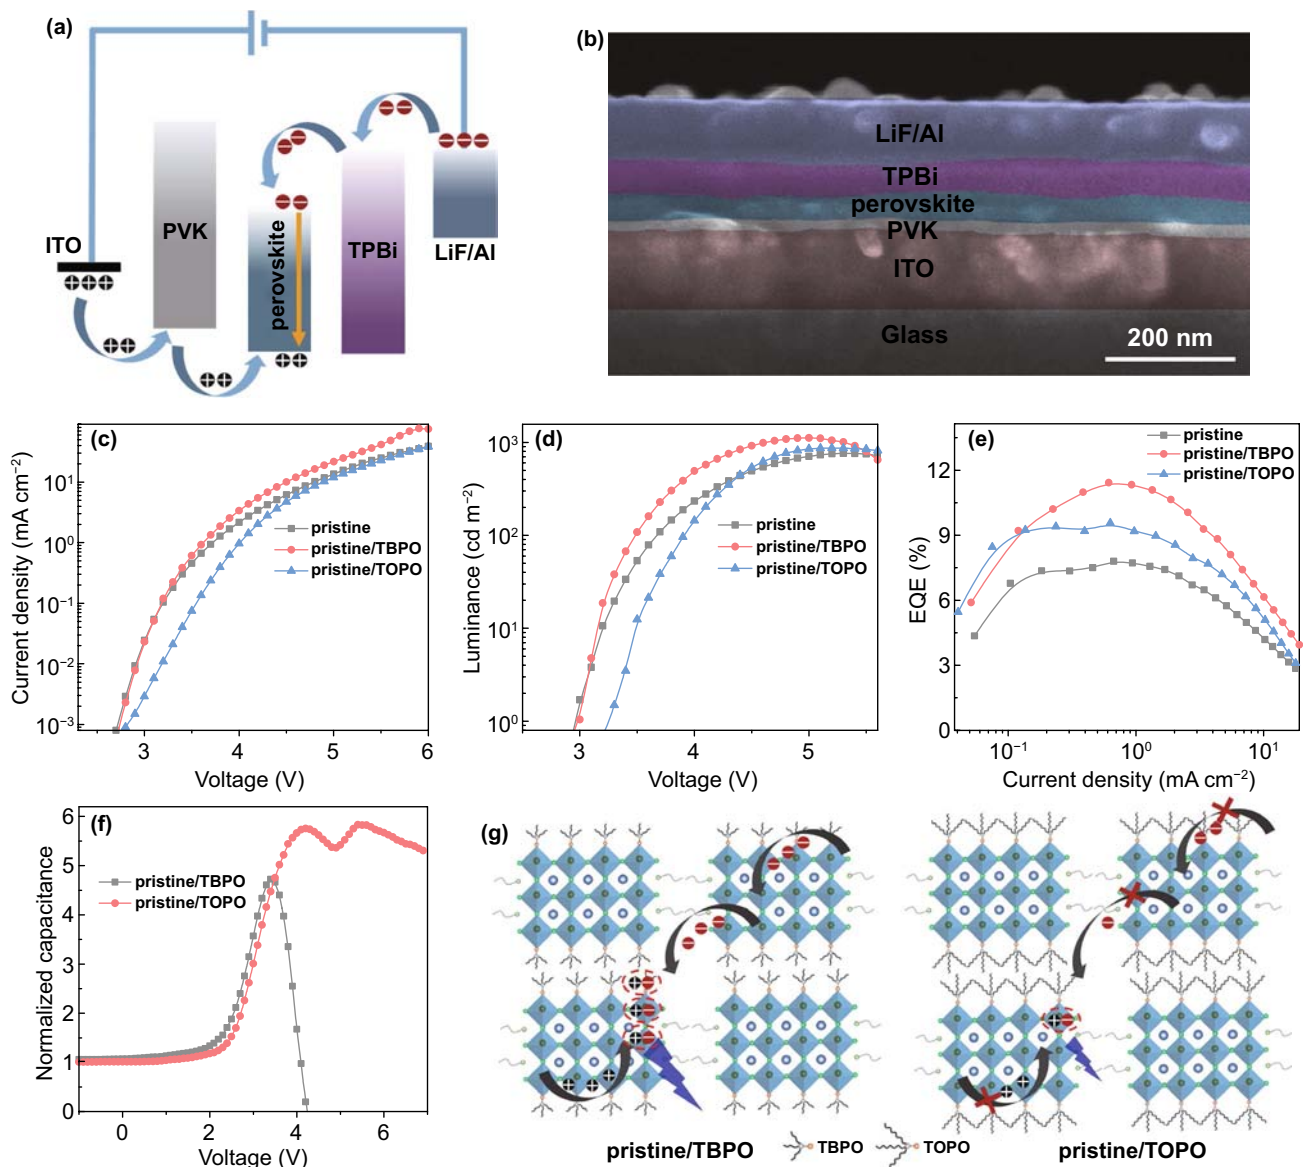 (a)
ITO
PVK
perovskite
TPBi
LiF/Al
(b)
LiF/Al
TPBi
perovskite
PVK
ITO
Glass
200 nm
(c)
Current density (mA cm⁻²)
10¹
10⁰
10⁻¹
10⁻²
10⁻³
pristine
pristine/TBPO
pristine/TOPO
3 4 5 6
Voltage (V)
(d)
Luminance (cd m⁻²)
10³
10²
10¹
10⁰
pristine
pristine/TBPO
pristine/TOPO
3 4 5
Voltage (V)
(e)
EQE (%)
12
9
6
3
0
pristine
pristine/TBPO
pristine/TOPO
10⁻¹ 10⁰ 10¹
Current density (mA cm⁻²)
(f)
Normalized capacitance
6
5
4
3
2
1
0
pristine/TBPO
pristine/TOPO
0 2 4 6
Voltage (V)
(g)
pristine/TBPO TBPO TOPO pristine/TOPO